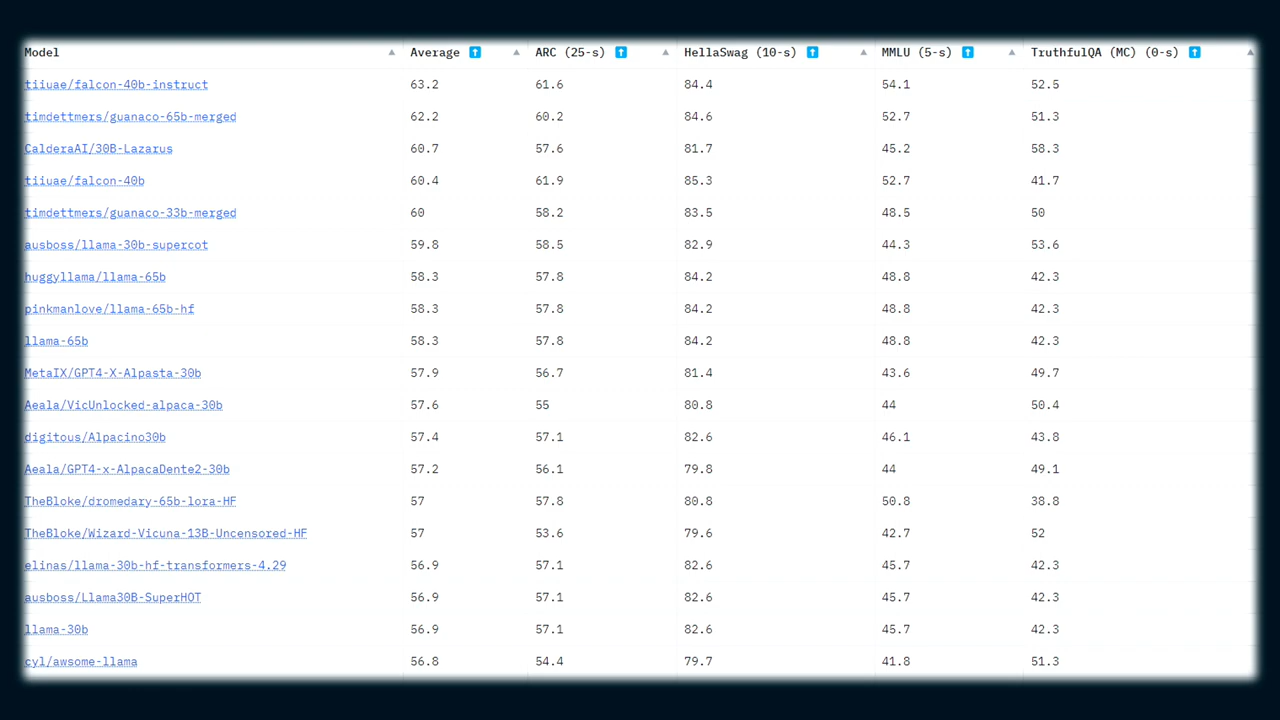 Model Average ⬆️ ARC (25-s) ⬆️ HellaSwag (10-s) ⬆️ MMLU (5-s) ⬆️ TruthfulQA (MC) (0-s) ⬆️
tiiuae/falcon-40b-instruct 63.2 61.6 84.4 54.1 52.5
timdettmers/guanaco-65b-merged 62.2 60.2 84.6 52.7 51.3
CalderaAI/30B-Lazarus 60.7 57.6 81.7 45.2 58.3
tiiuae/falcon-40b 60.4 61.9 85.3 52.7 41.7
timdettmers/guanaco-33b-merged 60 58.2 83.5 48.5 50
ausboss/llama-30b-supercot 59.8 58.5 82.9 44.3 53.6
huggyllama/llama-65b 58.3 57.8 84.2 48.8 42.3
pinkmanlove/llama-65b-hf 58.3 57.8 84.2 48.8 42.3
llama-65b 58.3 57.8 84.2 48.8 42.3
MetaIX/GPT4-X-Alpasta-30b 57.9 56.7 81.4 43.6 49.7
Aeala/VicUnlocked-alpaca-30b 57.6 55 80.8 44 50.4
digitous/Alpacino30b 57.4 57.1 82.6 46.1 43.8
Aeala/GPT4-x-AlpacaDente2-30b 57.2 56.1 79.8 44 49.1
TheBloke/dromedary-65b-lora-HF 57 57.8 80.8 50.8 38.8
TheBloke/Wizard-Vicuna-13B-Uncensored-HF 57 53.6 79.6 42.7 52
elinas/llama-30b-hf-transformers-4.29 56.9 57.1 82.6 45.7 42.3
ausboss/Llama30B-SuperHOT 56.9 57.1 82.6 45.7 42.3
llama-30b 56.9 57.1 82.6 45.7 42.3
cyl/awsome-llama 56.8 54.4 79.7 41.8 51.3